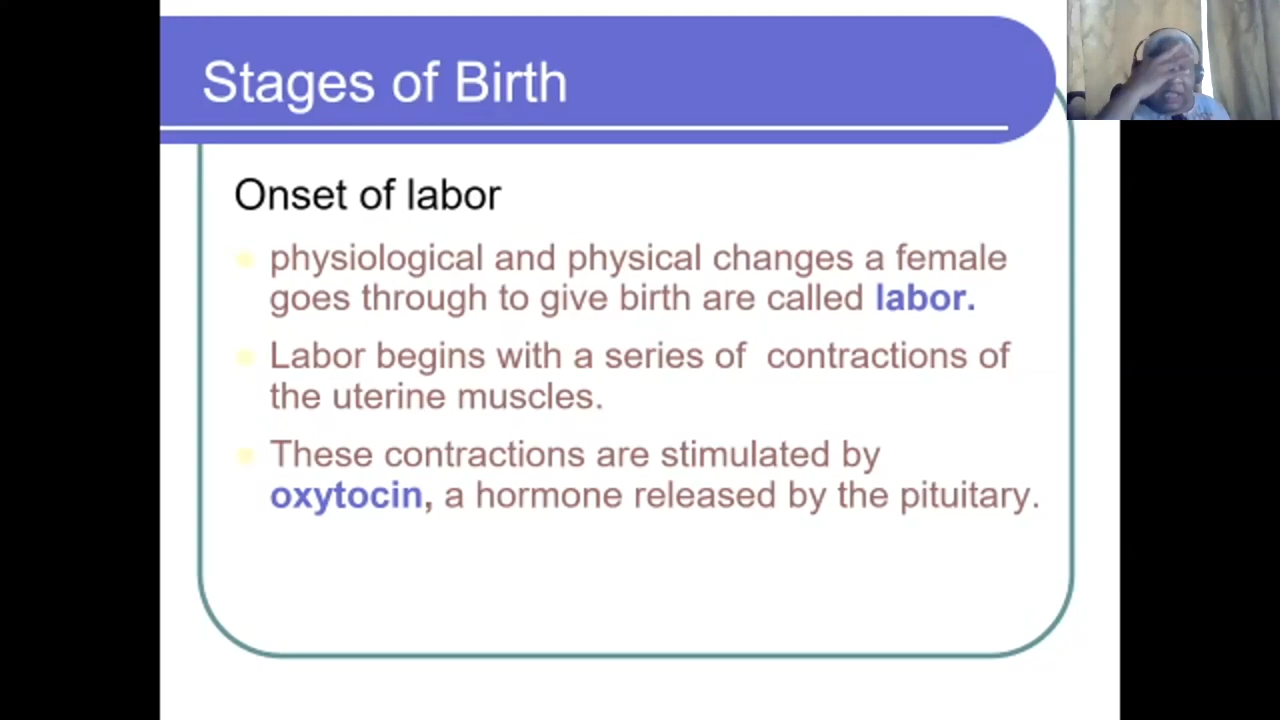 Stages of Birth
Onset of labor
physiological and physical changes a female
goes through to give birth are called labor.
Labor begins with a series of contractions of
the uterine muscles.
These contractions are stimulated by
oxytocin, a hormone released by the pituitary.